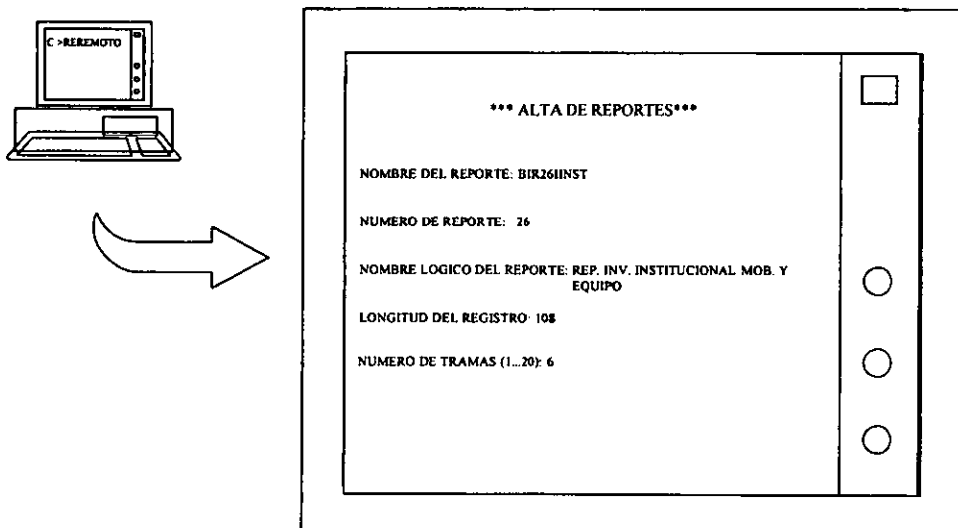 C >REREMOTO
*** ALTA DE REPORTES***
NOMBRE DEL REPORTE: BIR26IINST
NUMERO DE REPORTE: 26
NOMBRE LOGICO DEL REPORTE: REP. INV. INSTITUCIONAL MOB. Y
EQUIPO
LONGITUD DEL REGISTRO: 108
NUMERO DE TRAMAS (1...20): 6